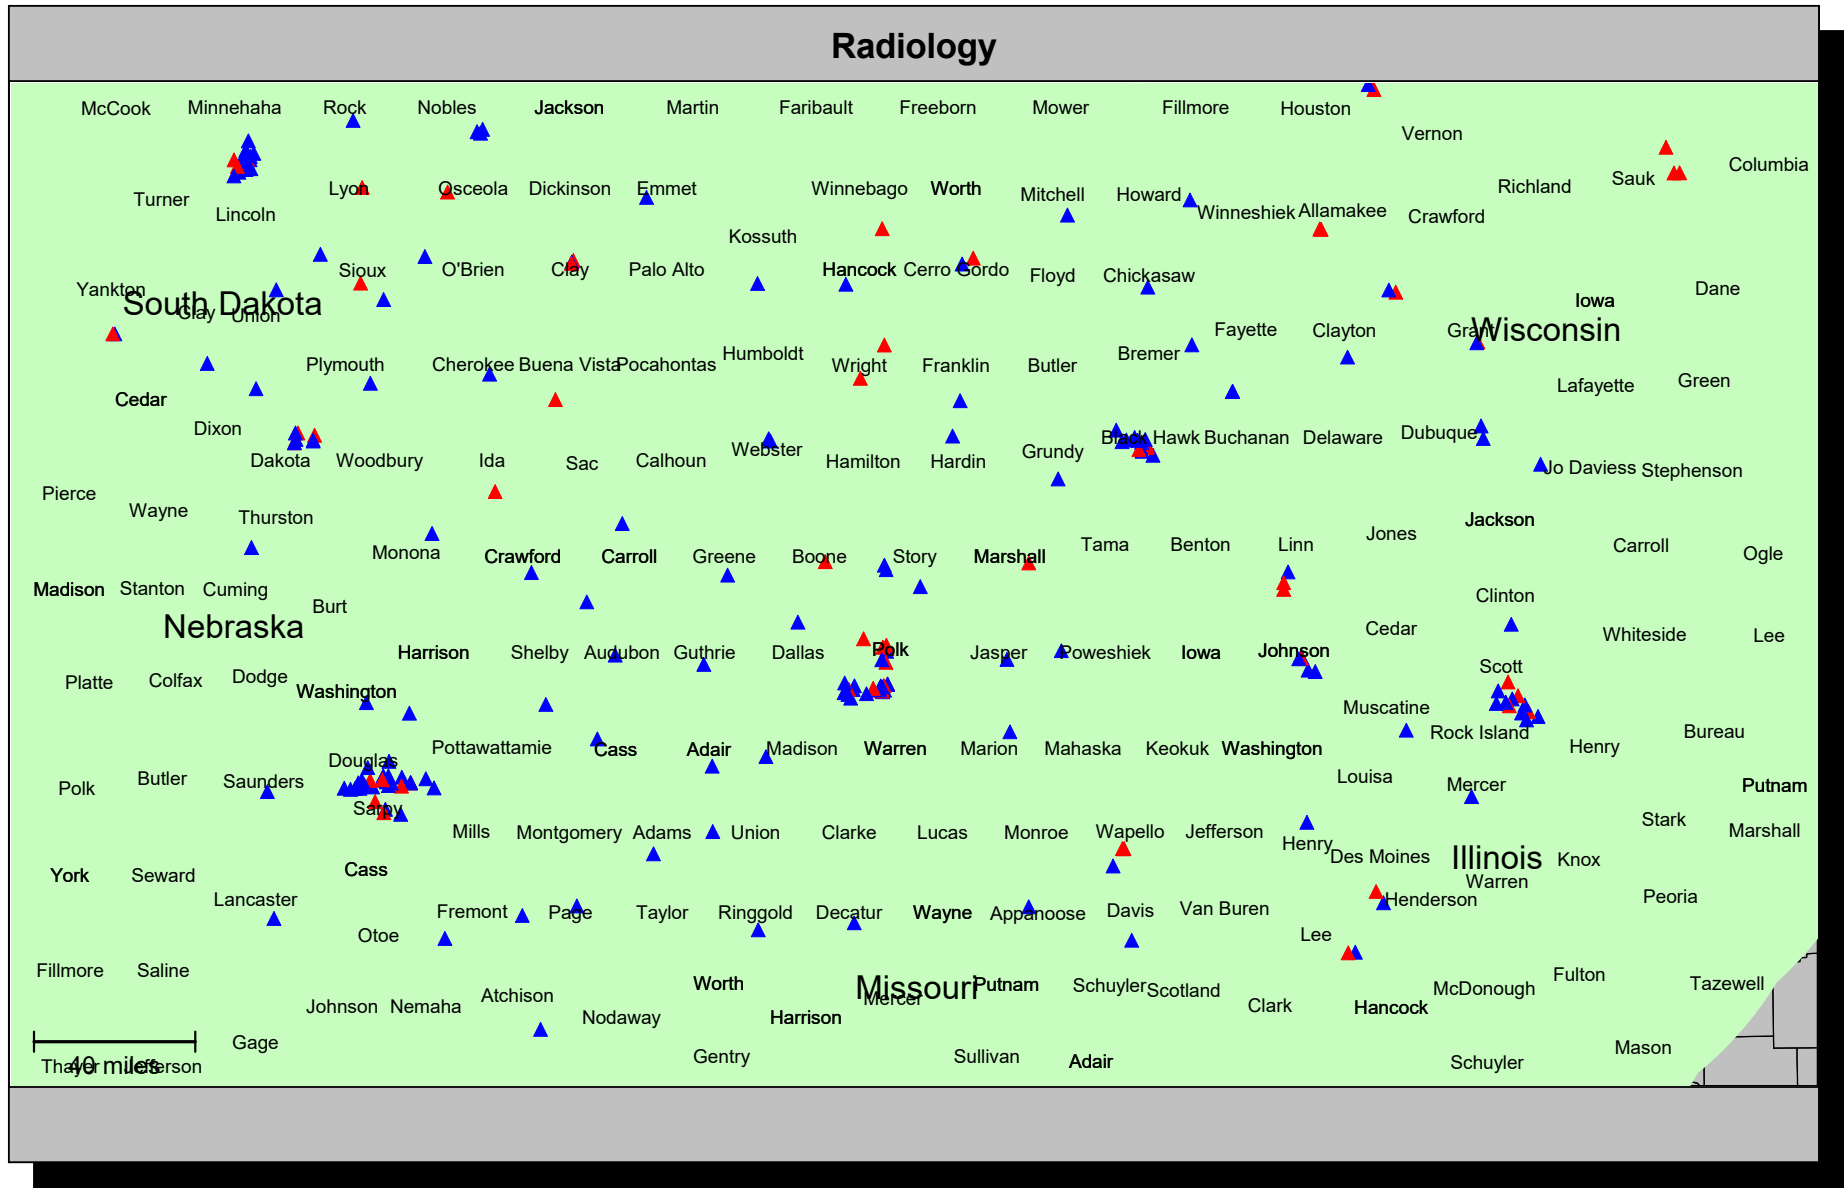 Radiology
McCook Minnehaha Rock Nobles Jackson Martin Faribault Freeborn Mower Fillmore Houston
Vernon
Columbia
Turner Lyon Osceola Dickinson Emmet Winnebago Worth Mitchell Howard Richland Sauk
Lincoln Winneshiek Allamakee Crawford
Kossuth
Yankton Sioux O'Brien Clay Palo Alto Hancock Cerro Gordo Floyd Chickasaw Dane
South Dakota Iowa
Clay Union
Wisconsin
Fayette Clayton Grant
Plymouth Cherokee Buena Vista Pocahontas Humboldt Wright Franklin Butler Bremer
Cedar Lafayette Green
Dixon Webster Black Hawk Buchanan Delaware Dubuque
Dakota Woodbury Ida Sac Calhoun Hamilton Hardin Grundy Jo Daviess Stephenson
Pierce
Wayne Thurston Jackson
Monona Crawford Carroll Greene Boone Story Marshall Tama Benton Linn Jones Carroll Ogle
Madison Stanton Cuming Clinton
Burt
Nebraska Cedar Whiteside Lee
Harrison Shelby Audubon Guthrie Dallas Polk Jasper Poweshiek Iowa Johnson
Scott
Platte Colfax Dodge
Washington Muscatine
Rock Island Bureau
Pottawattamie Cass Adair Madison Warren Marion Mahaska Keokuk Washington Henry
Douglas
Polk Butler Saunders Louisa Mercer Putnam
Sarpy
Mills Montgomery Adams Union Clarke Lucas Monroe Wapello Jefferson Stark Marshall
Henry
Des Moines Illinois Knox
York Seward Cass Warren
Lancaster Henderson Peoria
Fremont Page Taylor Ringgold Decatur Wayne Appanoose Davis Van Buren
Otoe Lee
Fillmore Saline Fulton
Worth Missouri Putnam Schuyler Scotland McDonough Tazewell
Johnson Nemaha Atchison Mercer Clark Hancock
Nodaway Harrison
Gage Mason
Gentry Sullivan Adair Schuyler
Thayer Jefferson
40 miles